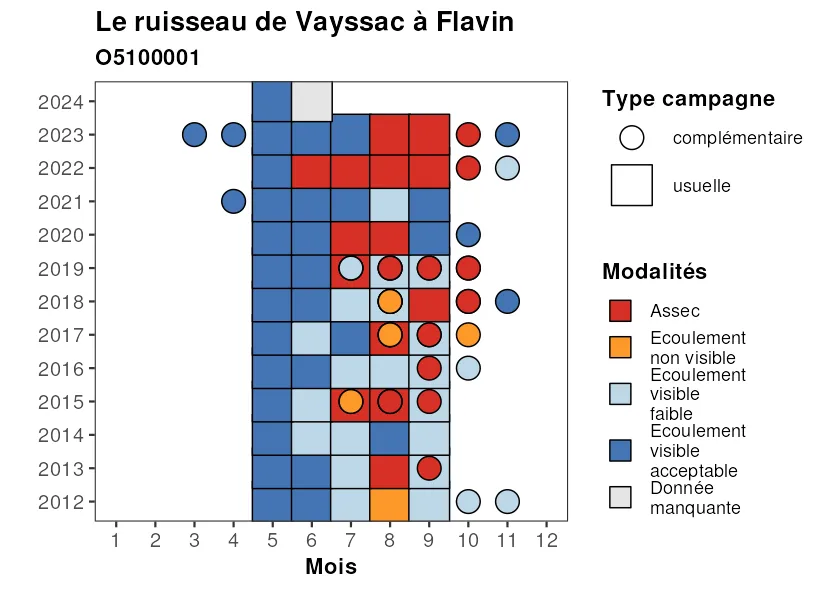 Le ruisseau de Vayssac à Flavin
O5100001
2024
2023
2022
2021
2020
2019
2018
2017
2016
2015
2014
2013
2012
1 2 3 4 5 6 7 8 9 10 11 12
Mois
Type campagne
complémentaire
usuelle
Modalités
Assec
Ecoulement
non visible
Ecoulement
visible
faible
Ecoulement
visible
acceptable
Donnée
manquante